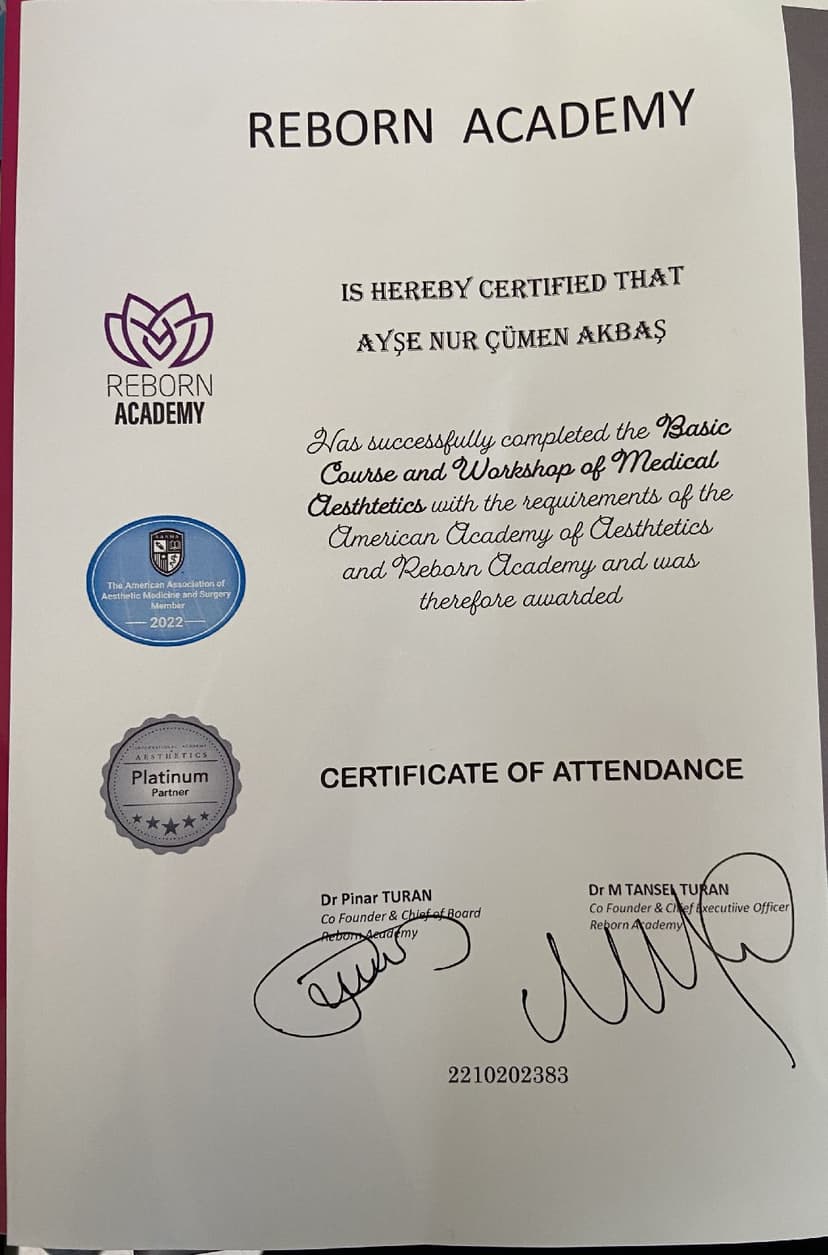 REBORN ACADEMY
IS HEREBY CERTIFIED THAT
AYŞE NUR ÇÜMEN AKBAŞ
REBORN
ACADEMY
Has successfully completed the Basic
Course and Workshop of Medical
Aesthtetics with the requirements of the
American Academy of Aesthtetics
and Reborn Academy and was
therefore awarded
The American Association of
Aesthetic Medicine and Surgery
Member
2022
INTERNATIONAL ACADEMY
AESTHETICS
Platinum
Partner
CERTIFICATE OF ATTENDANCE
Dr Pinar TURAN
Co Founder & Chief of Board
Reborn Academy
Dr M TANSEL TURAN
Co Founder & Chief Executiive Officer
Reborn Academy
2210202383